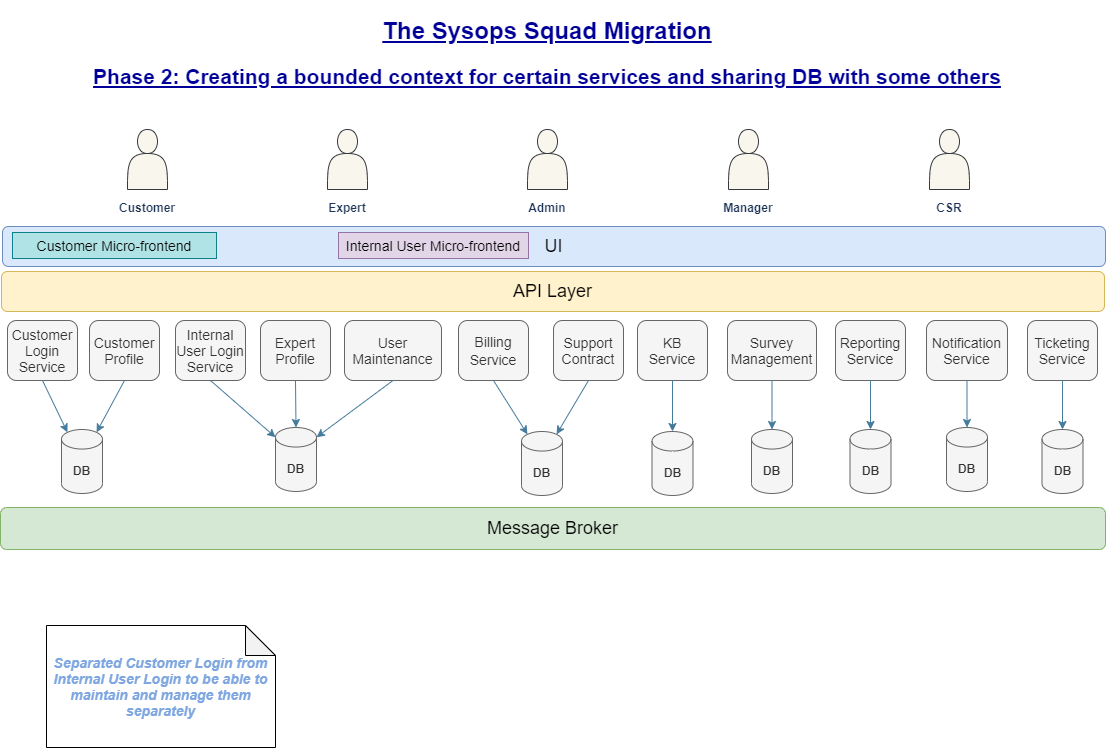 The Sysops Squad Migration
Phase 2: Creating a bounded context for certain services and sharing DB with some others
Customer
Expert
Admin
Manager
CSR
Customer Micro-frontend
Internal User Micro-frontend
UI
API Layer
Customer
Login
Service
Customer
Profile
Internal
User Login
Service
Expert
Profile
User
Maintenance
Billing
Service
Support
Contract
KB
Service
Survey
Management
Reporting
Service
Notification
Service
Ticketing
Service
DB
DB
DB
DB
DB
DB
DB
DB
Message Broker
Separated Customer Login from
Internal User Login to be able to
maintain and manage them
separately